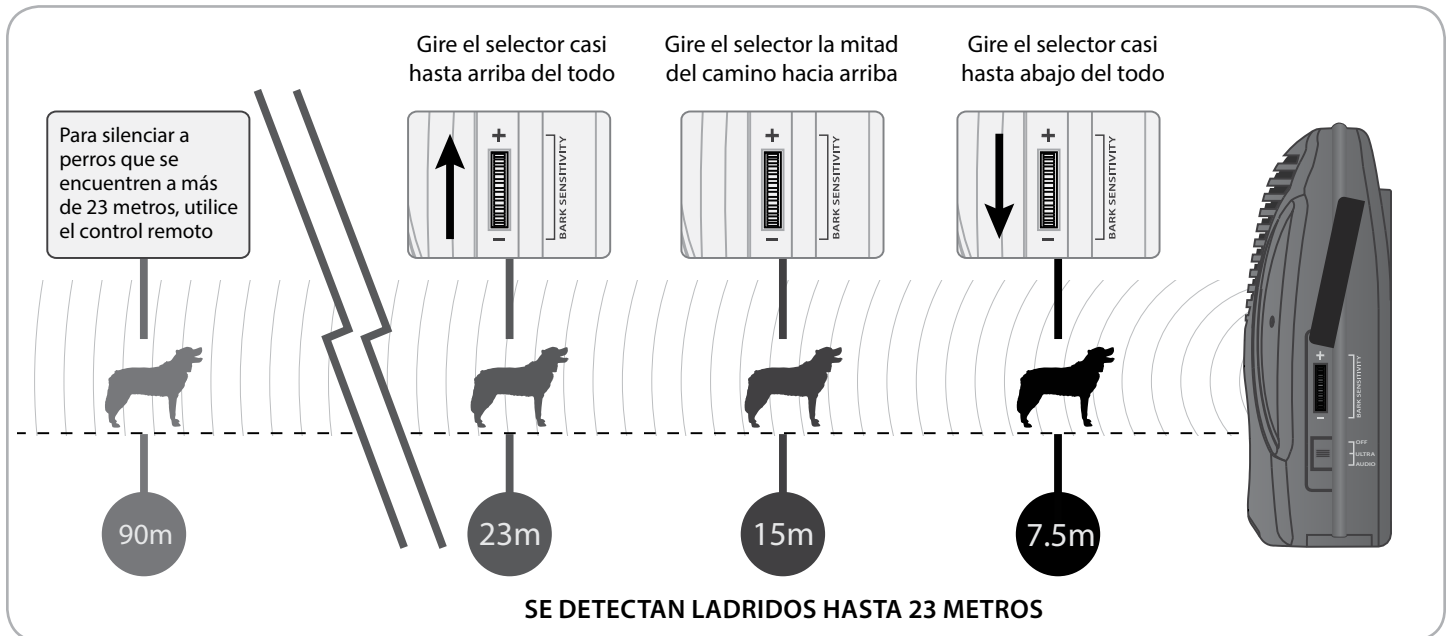 Gire el selector casi
hasta arriba del todo
Gire el selector la mitad
del camino hacia arriba
Gire el selector casi
hasta abajo del todo
Para silenciar a
perros que se
encuentren a más
de 23 metros, utilice
el control remoto
+
BARK SENSITIVITY
–
+
BARK SENSITIVITY
–
+
BARK SENSITIVITY
–
+
BARK SENSITIVITY
–
OFF
ULTRA
AUDIO
90m
23m
15m
7.5m
SE DETECTAN LADRIDOS HASTA 23 METROS